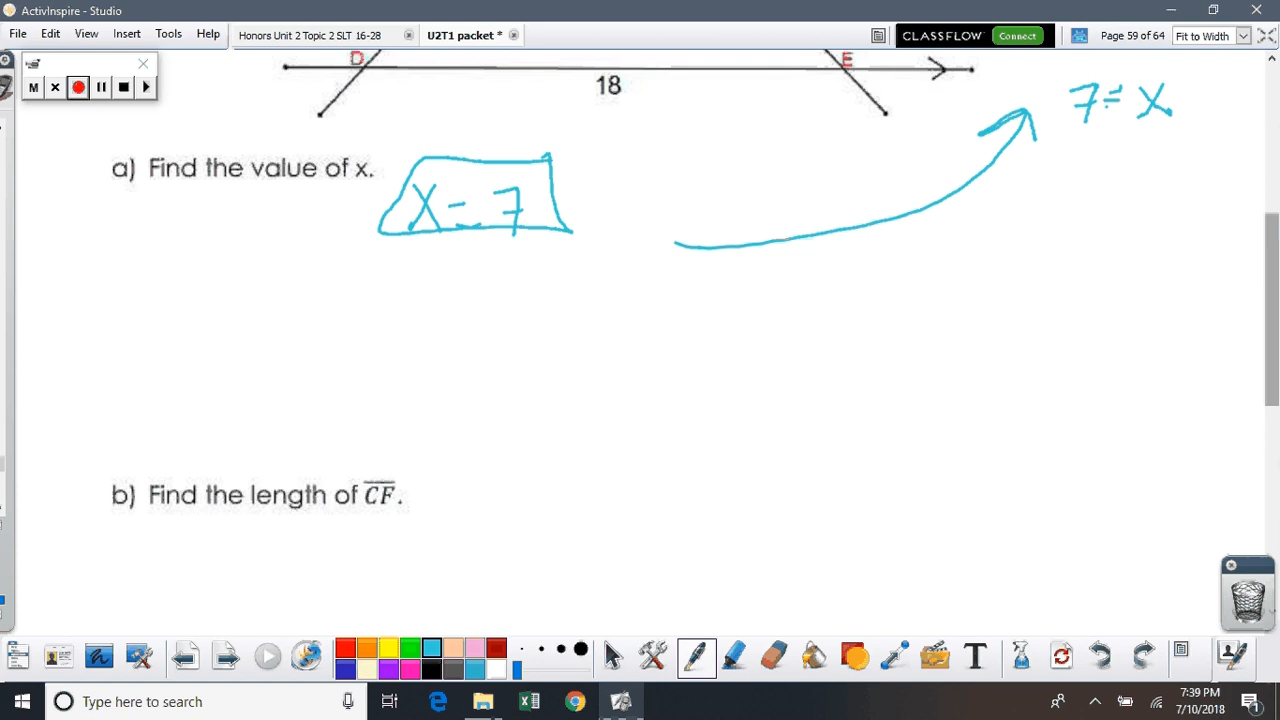 ActivInspire - Studio
File Edit View Insert Tools Help
Honors Unit 2 Topic 2 SLT 16-28
U2T1 packet *
CLASSFLOW Connect
Page 59 of 64
Fit to Width
M
D
E
18
7 = x
a) Find the value of x.
x = 7
b) Find the length of CF.
T
Type here to search
7:39 PM
7/10/2018
1